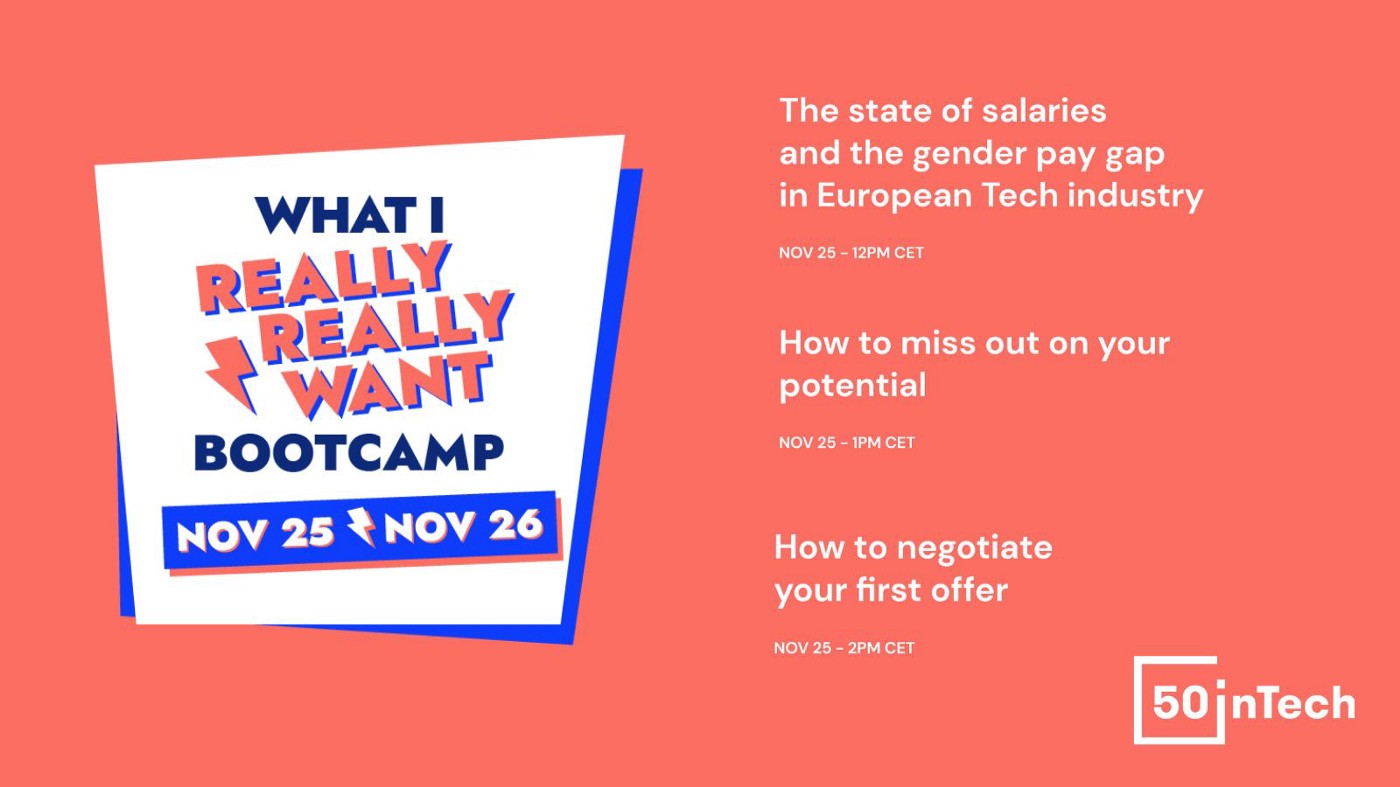 WHAT I
REALLY
REALLY
WANT
BOOTCAMP
NOV 25 NOV 26
The state of salaries
and the gender pay gap
in European Tech industry
NOV 25 - 12PM CET
How to miss out on your
potential
NOV 25 - 1PM CET
How to negotiate
your first offer
NOV 25 - 2PM CET
50inTech